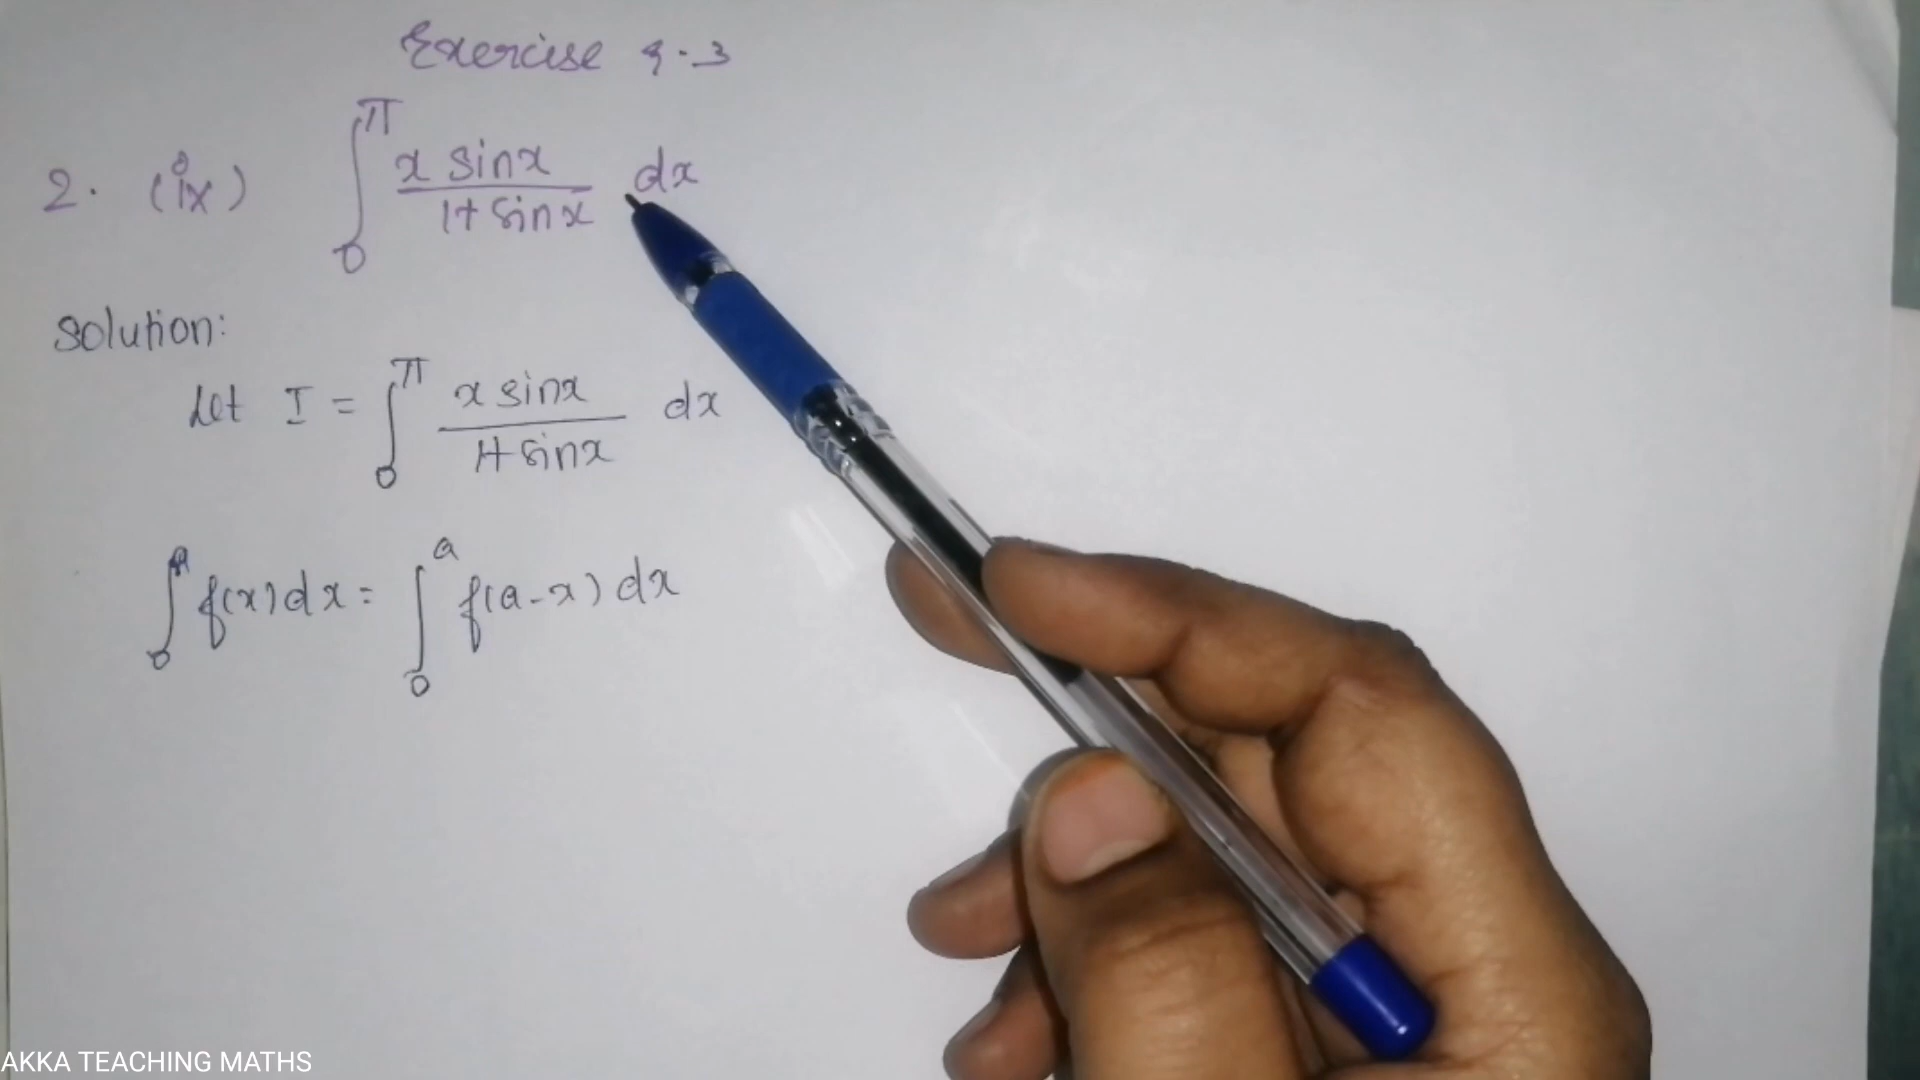 Exercise 9.3
2. (ix) ∫₀^π x sinx / 1+sinx dx
Solution:
Let I = ∫₀^π x sinx / 1+sinx dx
∫₀^a f(x)dx = ∫₀^a f(a-x) dx
AKKA TEACHING MATHS